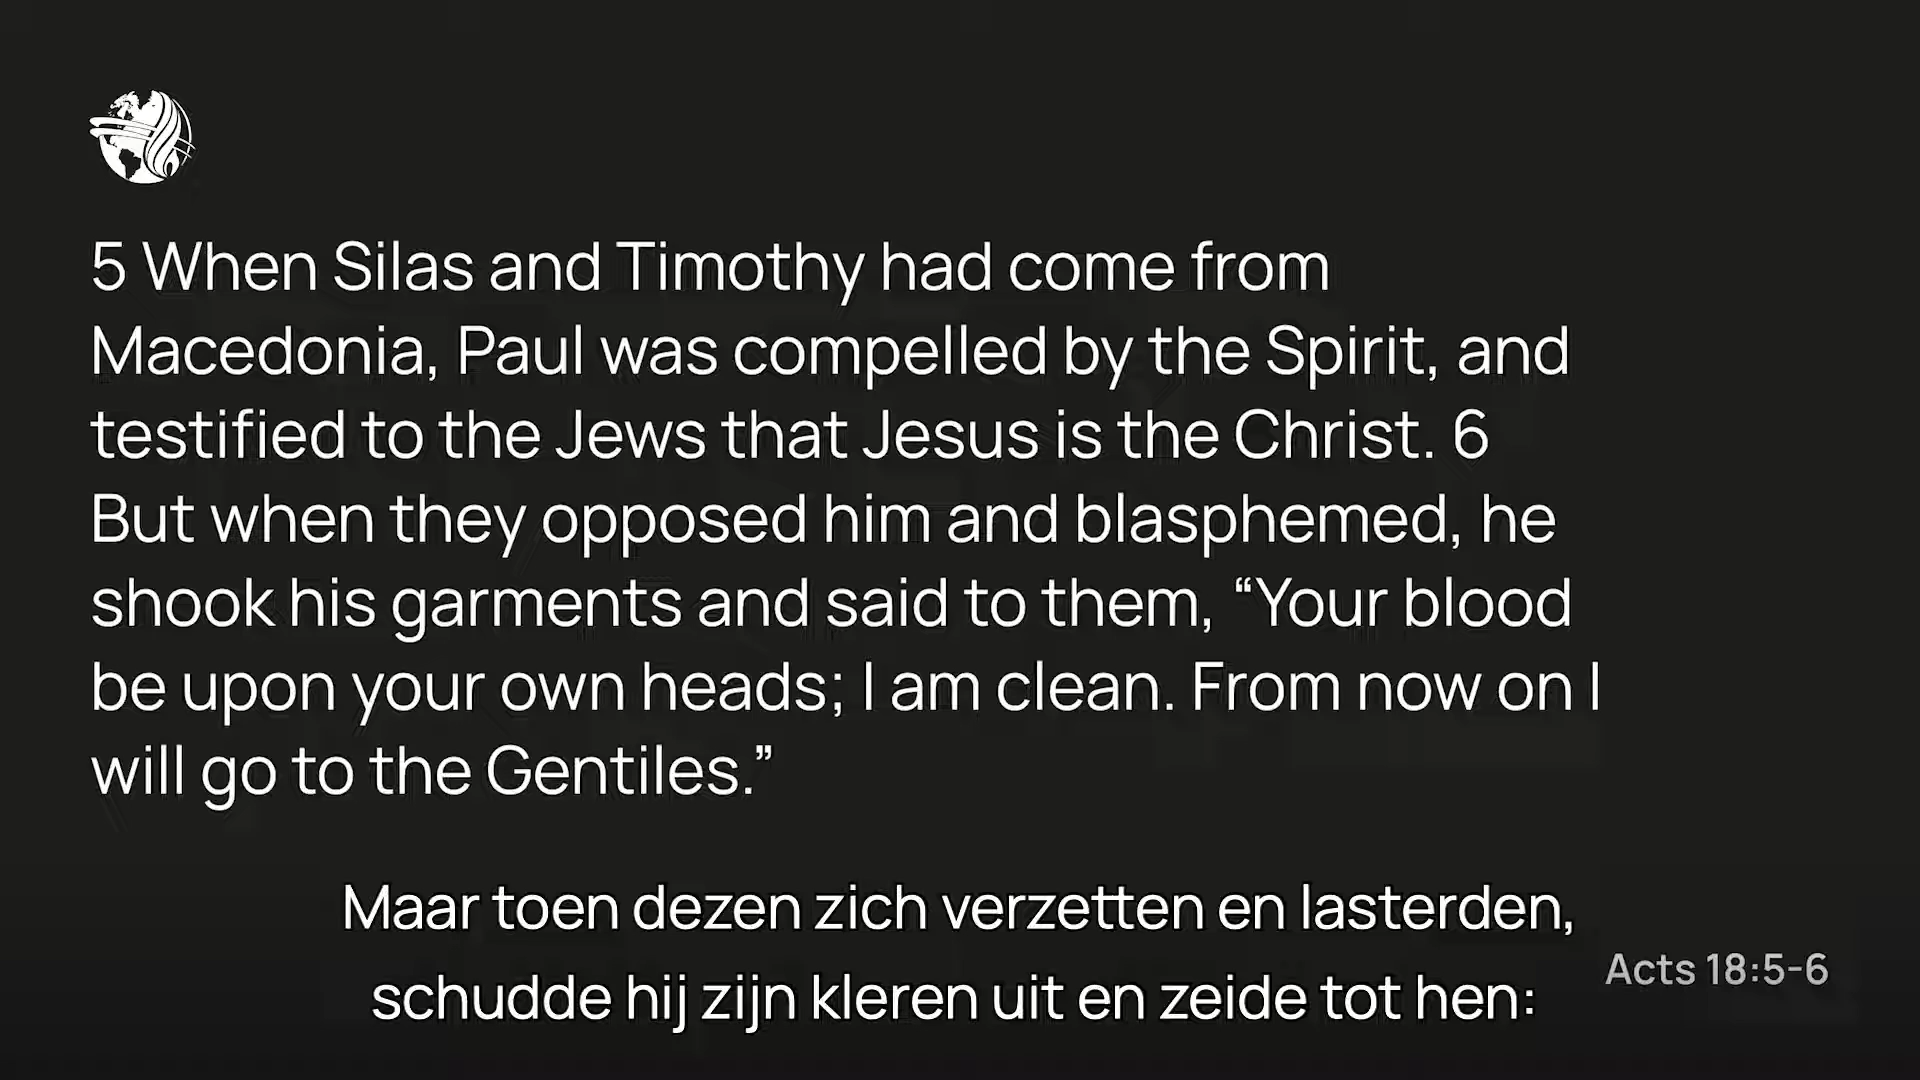 5 When Silas and Timothy had come from
Macedonia, Paul was compelled by the Spirit, and
testified to the Jews that Jesus is the Christ. 6
But when they opposed him and blasphemed, he
shook his garments and said to them, “Your blood
be upon your own heads; I am clean. From now on I
will go to the Gentiles.”
Maar toen dezen zich verzetten en lasterden,
schudde hij zijn kleren uit en zeide tot hen:
Acts 18:5-6